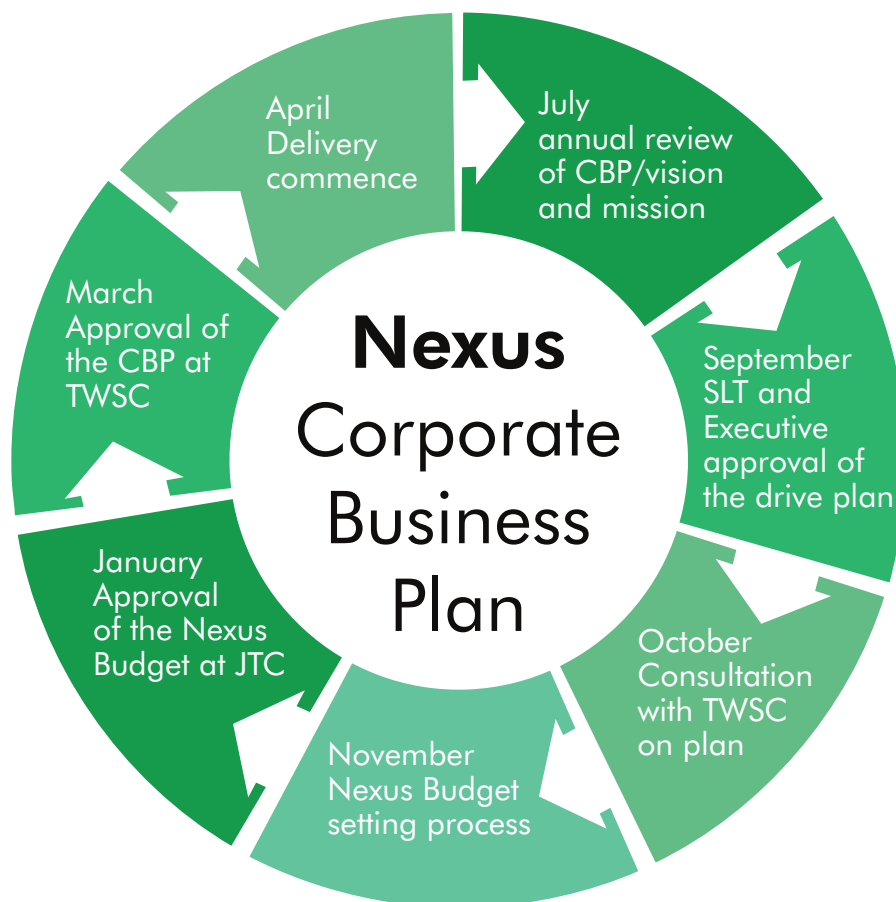 Nexus
Corporate
Business
Plan
July
annual review
of CBP/vision
and mission
September
SLT and
Executive
approval of
the drive plan
October
Consultation
with TWSC
on plan
November
Nexus Budget
setting process
January
Approval
of the Nexus
Budget at JTC
March
Approval of
the CBP at
TWSC
April
Delivery
commence